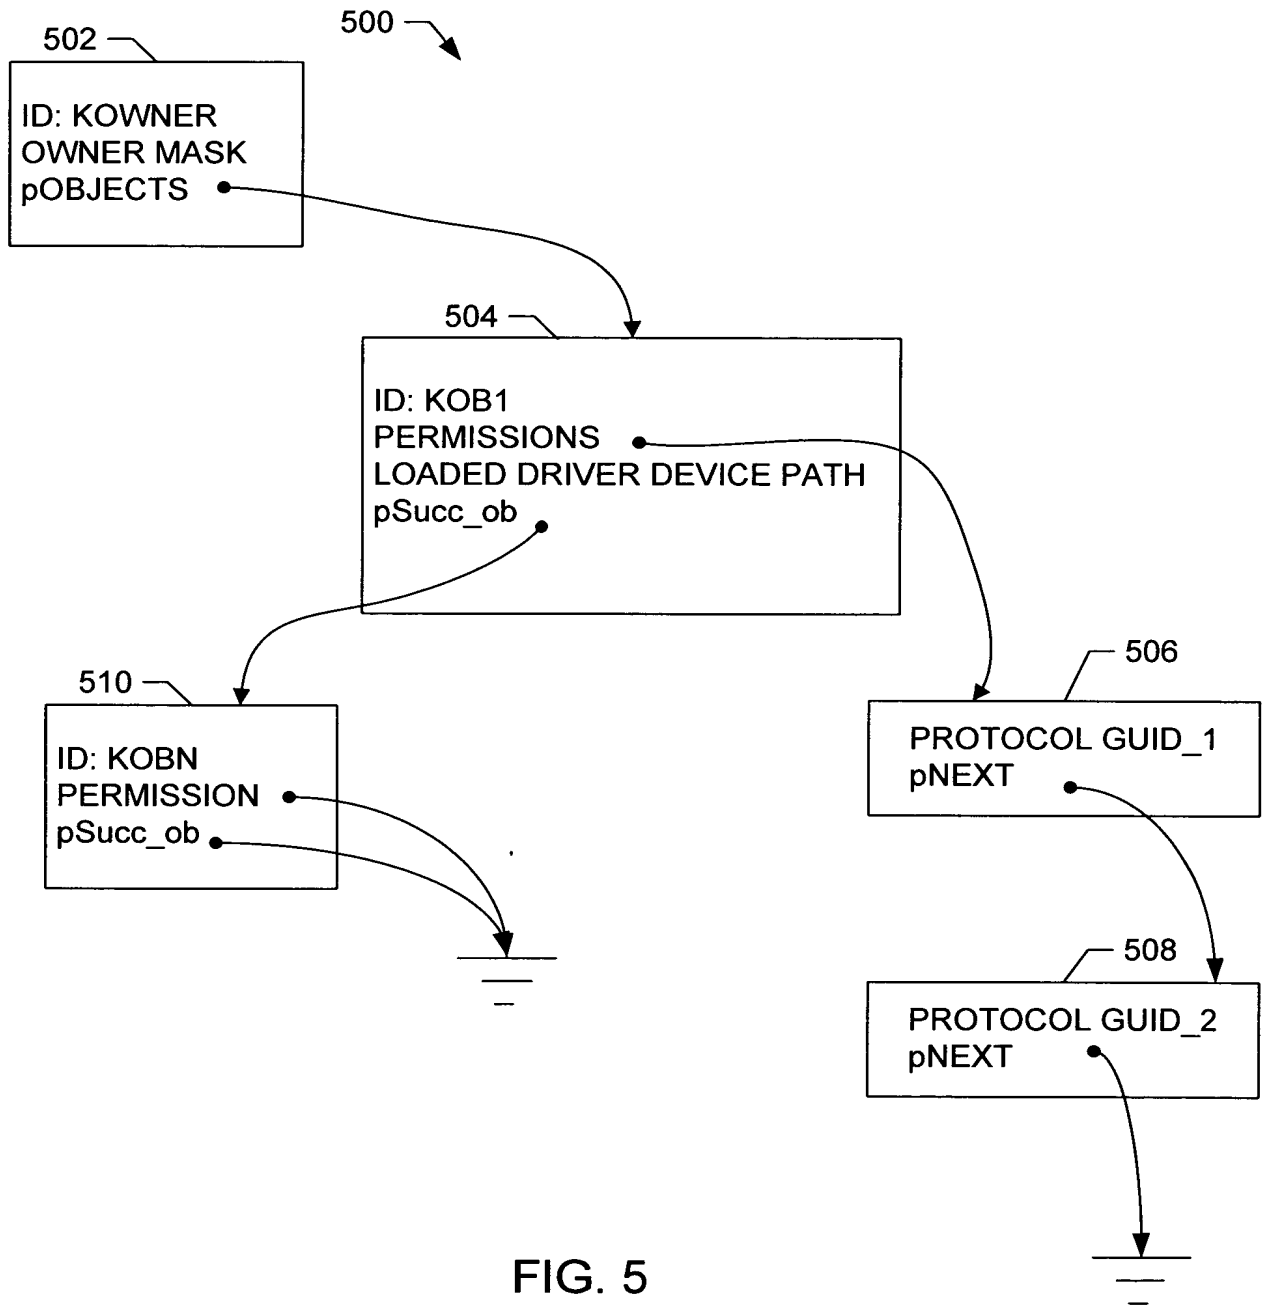 500
502
ID: KOWNER
OWNER MASK
pOBJECTS
504
ID: KOB1
PERMISSIONS
LOADED DRIVER DEVICE PATH
pSucc_ob
506
PROTOCOL GUID_1
pNEXT
510
ID: KOBN
PERMISSION
pSucc_ob
508
PROTOCOL GUID_2
pNEXT
FIG. 5